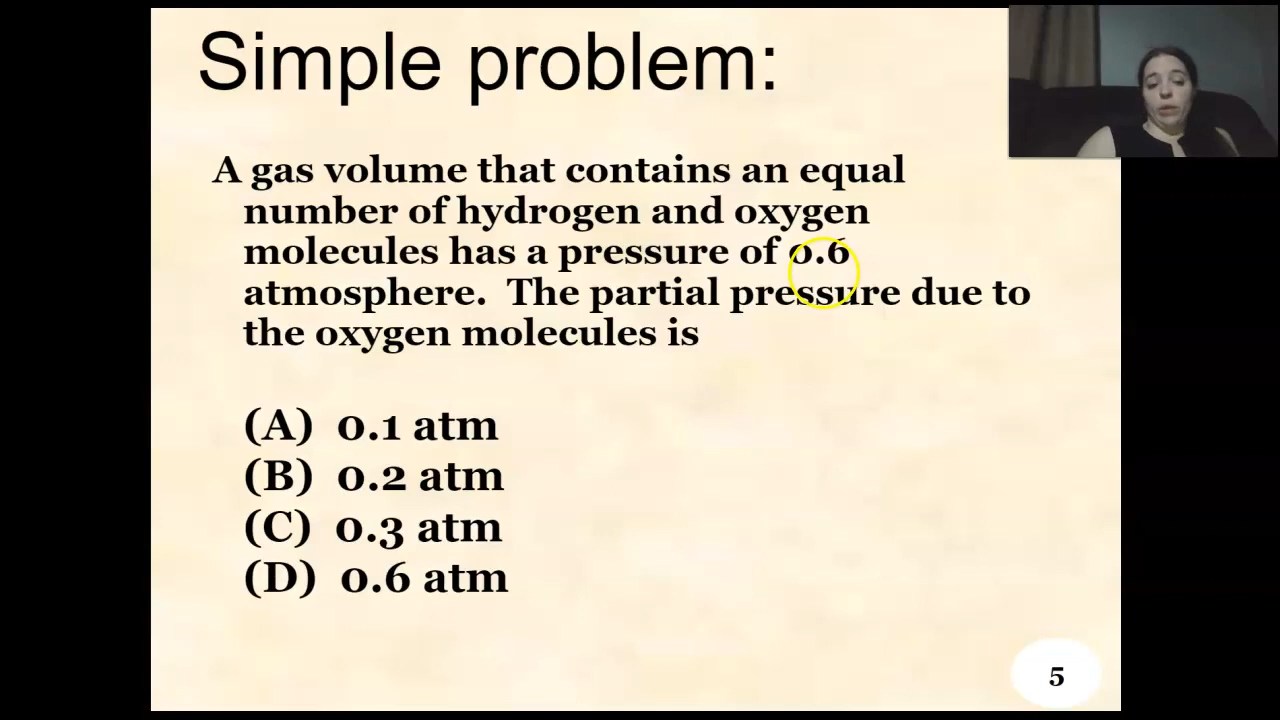 Simple problem:
A gas volume that contains an equal
number of hydrogen and oxygen
molecules has a pressure of 0.6
atmosphere. The partial pressure due to
the oxygen molecules is
(A) 0.1 atm
(B) 0.2 atm
(C) 0.3 atm
(D) 0.6 atm
5